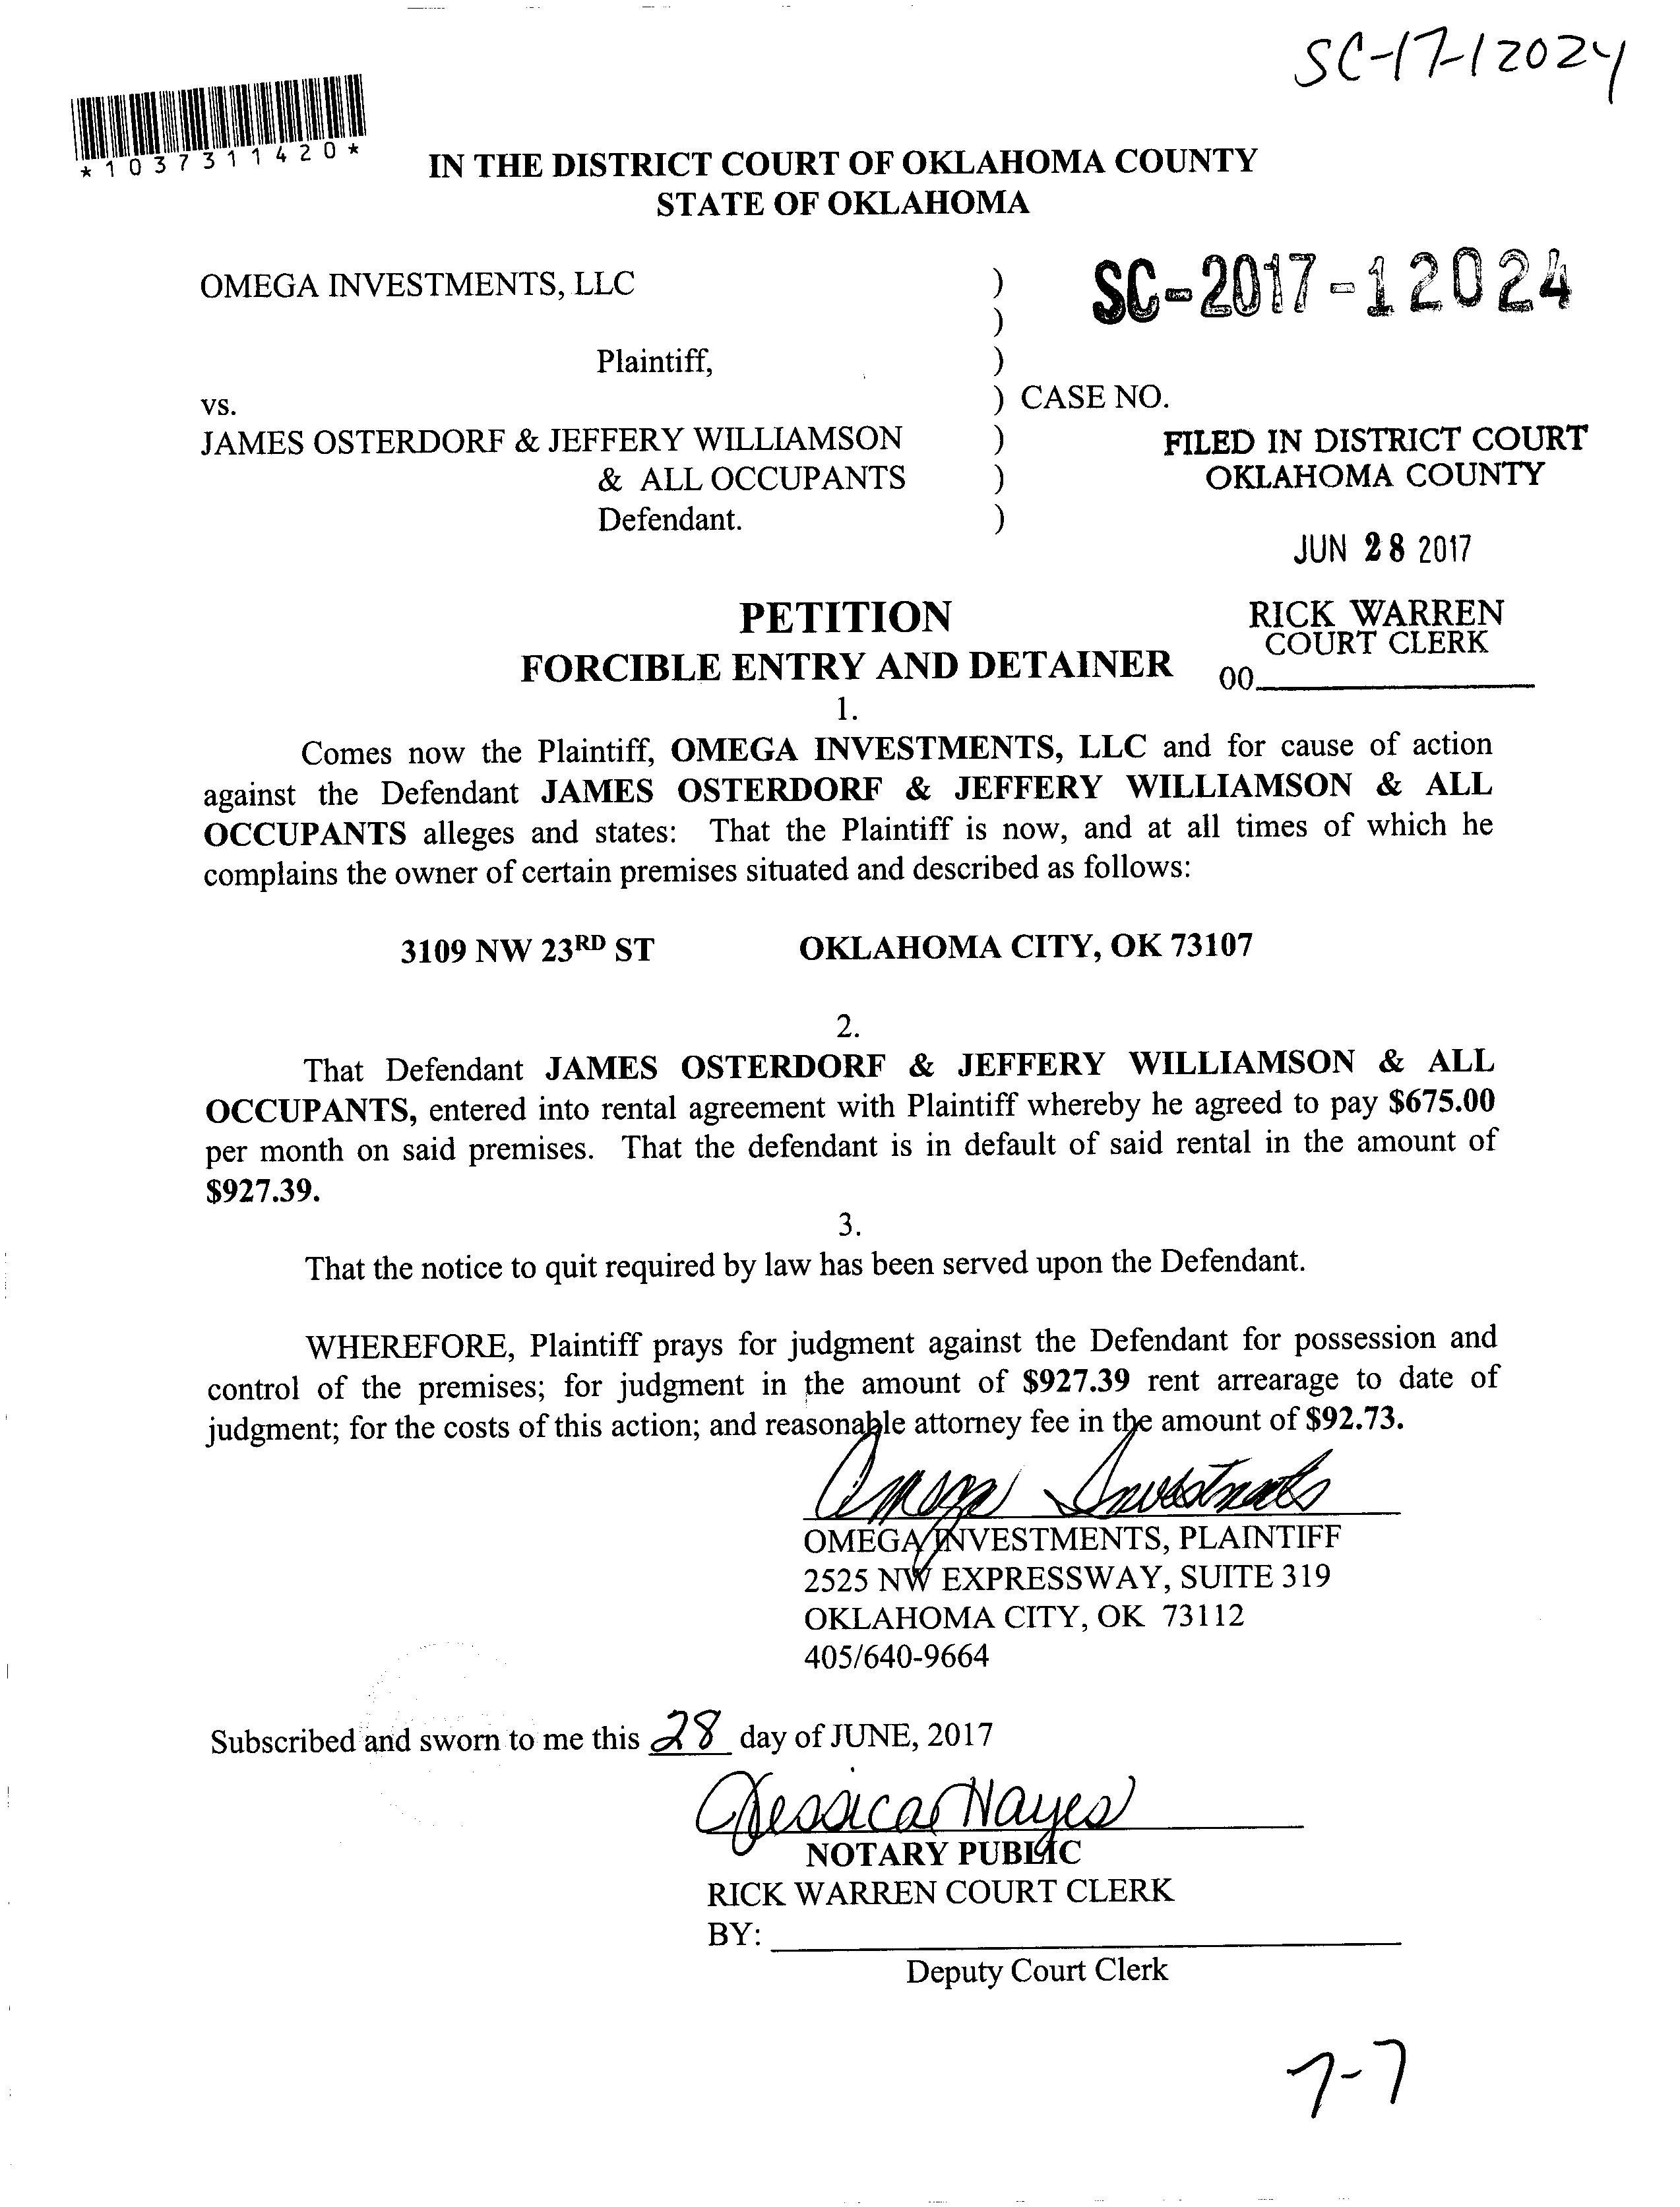 SC-17-12024
*1037311420*
IN THE DISTRICT COURT OF OKLAHOMA COUNTY
STATE OF OKLAHOMA
OMEGA INVESTMENTS, LLC ) SC-2017-12024
)
Plaintiff, )
vs. ) CASE NO.
JAMES OSTERDORF & JEFFERY WILLIAMSON ) FILED IN DISTRICT COURT
& ALL OCCUPANTS ) OKLAHOMA COUNTY
Defendant. )
JUN 28 2017
PETITION RICK WARREN
COURT CLERK
FORCIBLE ENTRY AND DETAINER 00
1.
Comes now the Plaintiff, OMEGA INVESTMENTS, LLC and for cause of action
against the Defendant JAMES OSTERDORF & JEFFERY WILLIAMSON & ALL
OCCUPANTS alleges and states: That the Plaintiff is now, and at all times of which he
complains the owner of certain premises situated and described as follows:
3109 NW 23RD ST OKLAHOMA CITY, OK 73107
2.
That Defendant JAMES OSTERDORF & JEFFERY WILLIAMSON & ALL
OCCUPANTS, entered into rental agreement with Plaintiff whereby he agreed to pay $675.00
per month on said premises. That the defendant is in default of said rental in the amount of
$927.39.
3.
That the notice to quit required by law has been served upon the Defendant.
WHEREFORE, Plaintiff prays for judgment against the Defendant for possession and
control of the premises; for judgment in the amount of $927.39 rent arrearage to date of
judgment; for the costs of this action; and reasonable attorney fee in the amount of $92.73.
Omega Investments
OMEGA INVESTMENTS, PLAINTIFF
2525 NW EXPRESSWAY, SUITE 319
OKLAHOMA CITY, OK 73112
405/640-9664
Subscribed and sworn to me this 28 day of JUNE, 2017
Jessica Hayes
NOTARY PUBLIC
RICK WARREN COURT CLERK
BY:
Deputy Court Clerk
7-7